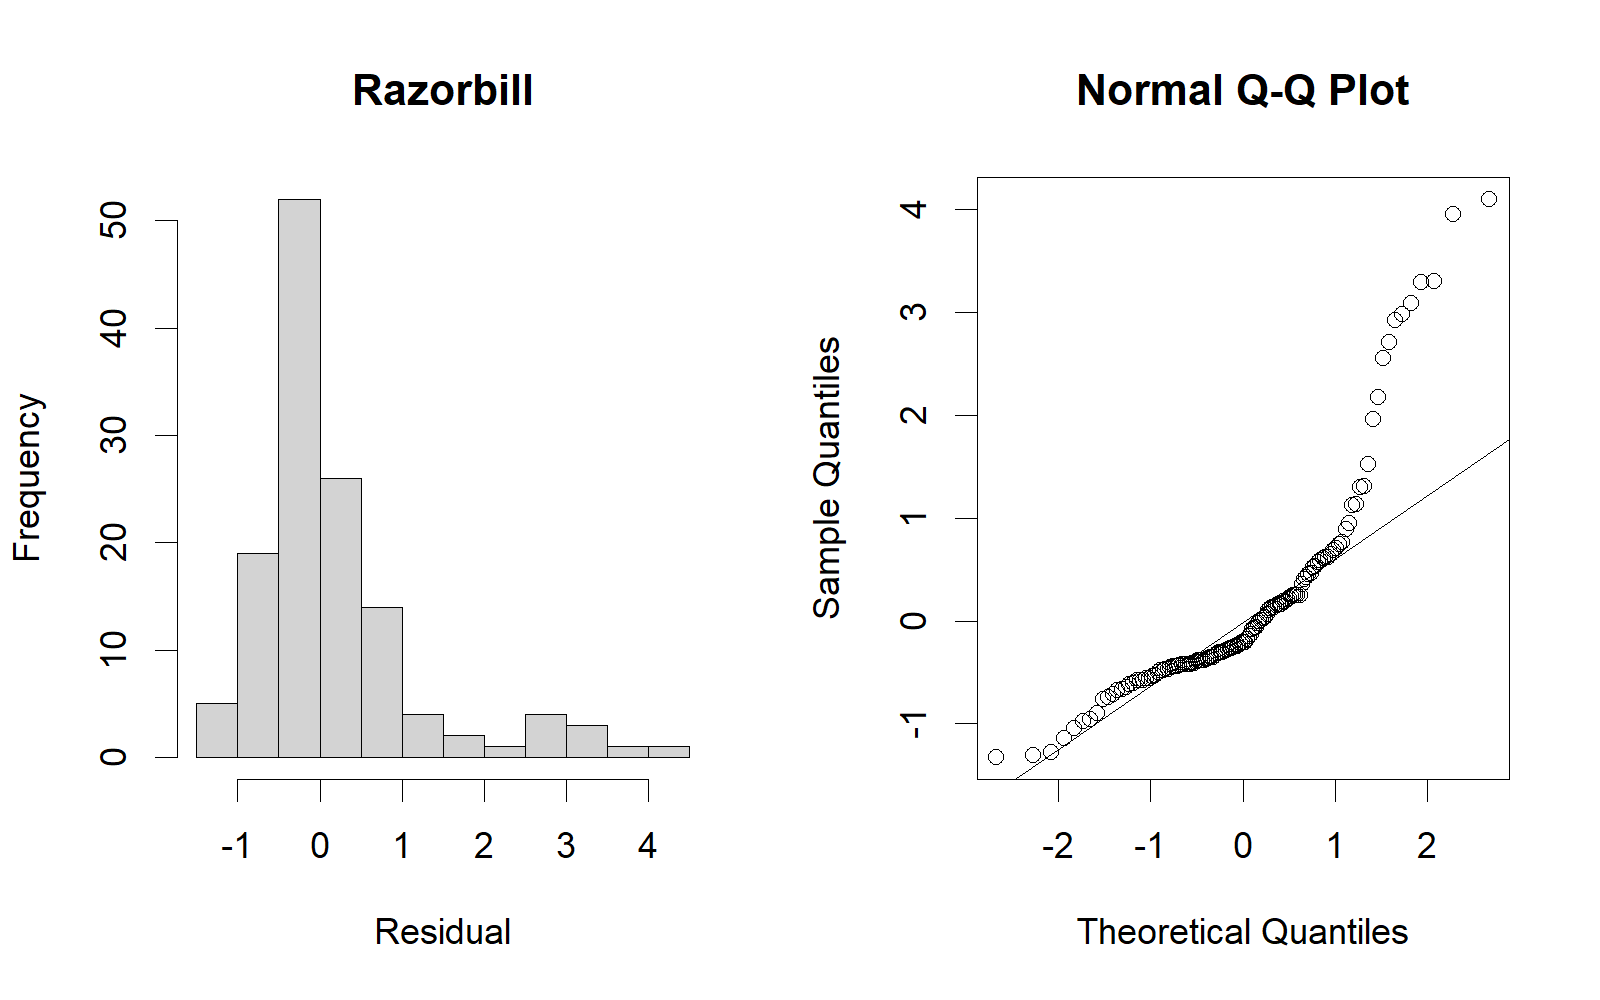 Razorbill
Frequency
50
40
30
20
10
0
-1 0 1 2 3 4
Residual
Normal Q-Q Plot
Sample Quantiles
4
3
2
1
0
-1
-2 -1 0 1 2
Theoretical Quantiles